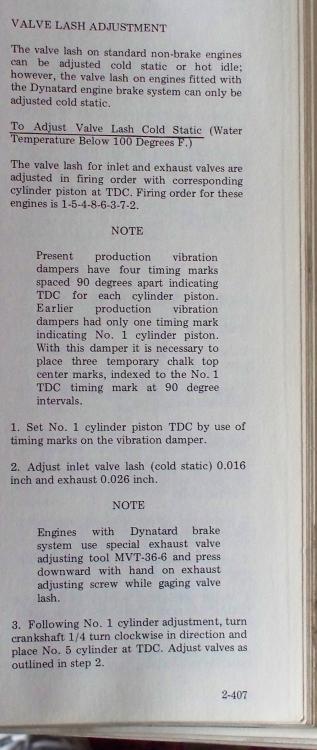 VALVE LASH ADJUSTMENT
The valve lash on standard non-brake engines
can be adjusted cold static or hot idle;
however, the valve lash on engines fitted with
the Dynatard engine brake system can only be
adjusted cold static.
To Adjust Valve Lash Cold Static (Water
Temperature Below 100 Degrees F.)
The valve lash for inlet and exhaust valves are
adjusted in firing order with corresponding
cylinder piston at TDC. Firing order for these
engines is 1-5-4-8-6-3-7-2.
NOTE
Present production vibration
dampers have four timing marks
spaced 90 degrees apart indicating
TDC for each cylinder piston.
Earlier production vibration
dampers had only one timing mark
indicating No. 1 cylinder piston.
With this damper it is necessary to
place three temporary chalk top
center marks, indexed to the No. 1
TDC timing mark at 90 degree
intervals.
1. Set No. 1 cylinder piston TDC by use of
timing marks on the vibration damper.
2. Adjust inlet valve lash (cold static) 0.016
inch and exhaust 0.026 inch.
NOTE
Engines with Dynatard brake
system use special exhaust valve
adjusting tool MVT-36-6 and press
downward with hand on exhaust
adjusting screw while gaging valve
lash.
3. Following No. 1 cylinder adjustment, turn
crankshaft 1/4 turn clockwise in direction and
place No. 5 cylinder at TDC. Adjust valves as
outlined in step 2.
2-407